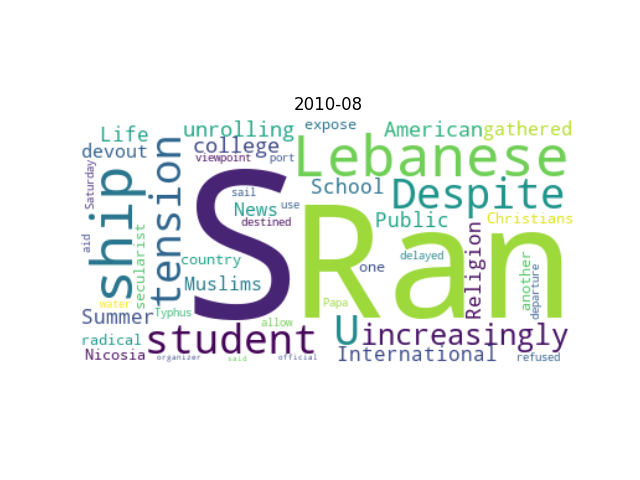 2010-08
Life
unrolling
expose
American
gathered
devout
college
Lebanese
viewpoint
port
tension
School
Despite
Saturday
ship
S
sail
News
use
destined
Public
Christians
Ran
aid
secularist
country
one
delayed
Religion
another
departure
Muslims
water
Papa
Summer
Typhus
allow
student
U
increasingly
radical
Nicosia
organizer
said
official
International
refused